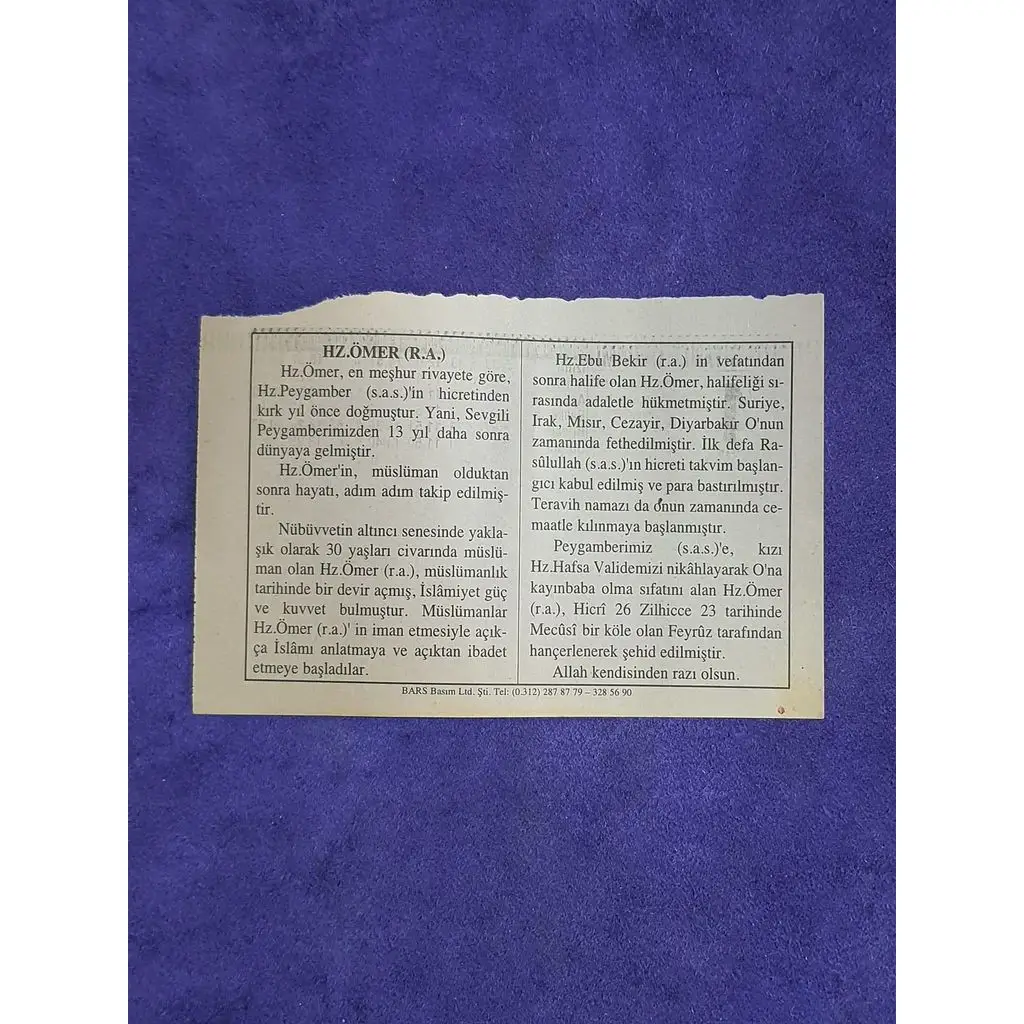 HZ.ÖMER (R.A.)
Hz.Ömer, en meşhur rivayete göre,
Hz.Peygamber (s.a.s.)'in hicretinden
kırk yıl önce doğmuştur. Yani, Sevgili
Peygamberimizden 13 yıl daha sonra
dünyaya gelmiştir.
Hz.Ömer'in, müslüman olduktan
sonra hayatı, adım adım takip edilmiş-
tir.
Nübüvvetin altıncı senesinde yakla-
şık olarak 30 yaşları civarında müslü-
man olan Hz.Ömer (r.a.), müslümanlık
tarihinde bir devir açmış, İslâmiyet güç
ve kuvvet bulmuştur. Müslümanlar
Hz.Ömer (r.a.)' in iman etmesiyle açık-
ça İslâmı anlatmaya ve açıktan ibadet
etmeye başladılar.
Hz.Ebu Bekir (r.a.) in vefatından
sonra halife olan Hz.Ömer, halifeliği sı-
rasında adaletle hükmetmiştir. Suriye,
Irak, Mısır, Cezayir, Diyarbakır O'nun
zamanında fethedilmiştir. İlk defa Ra-
sûlullah (s.a.s.)'ın hicreti takvim başlan-
gıcı kabul edilmiş ve para bastırılmıştır.
Teravih namazı da onun zamanında ce-
maatle kılınmaya başlanmıştır.
Peygamberimiz (s.a.s.)'e, kızı
Hz.Hafsa Validemizi nikâhlayarak O'na
kayınbaba olma sıfatını alan Hz.Ömer
(r.a.), Hicrî 26 Zilhicce 23 tarihinde
Mecûsî bir köle olan Feyrûz tarafından
hançerlenerek şehid edilmiştir.
Allah kendisinden razı olsun.
BARS Basım Ltd. Şti. Tel: (0.312) 287 87 79 – 328 56 90